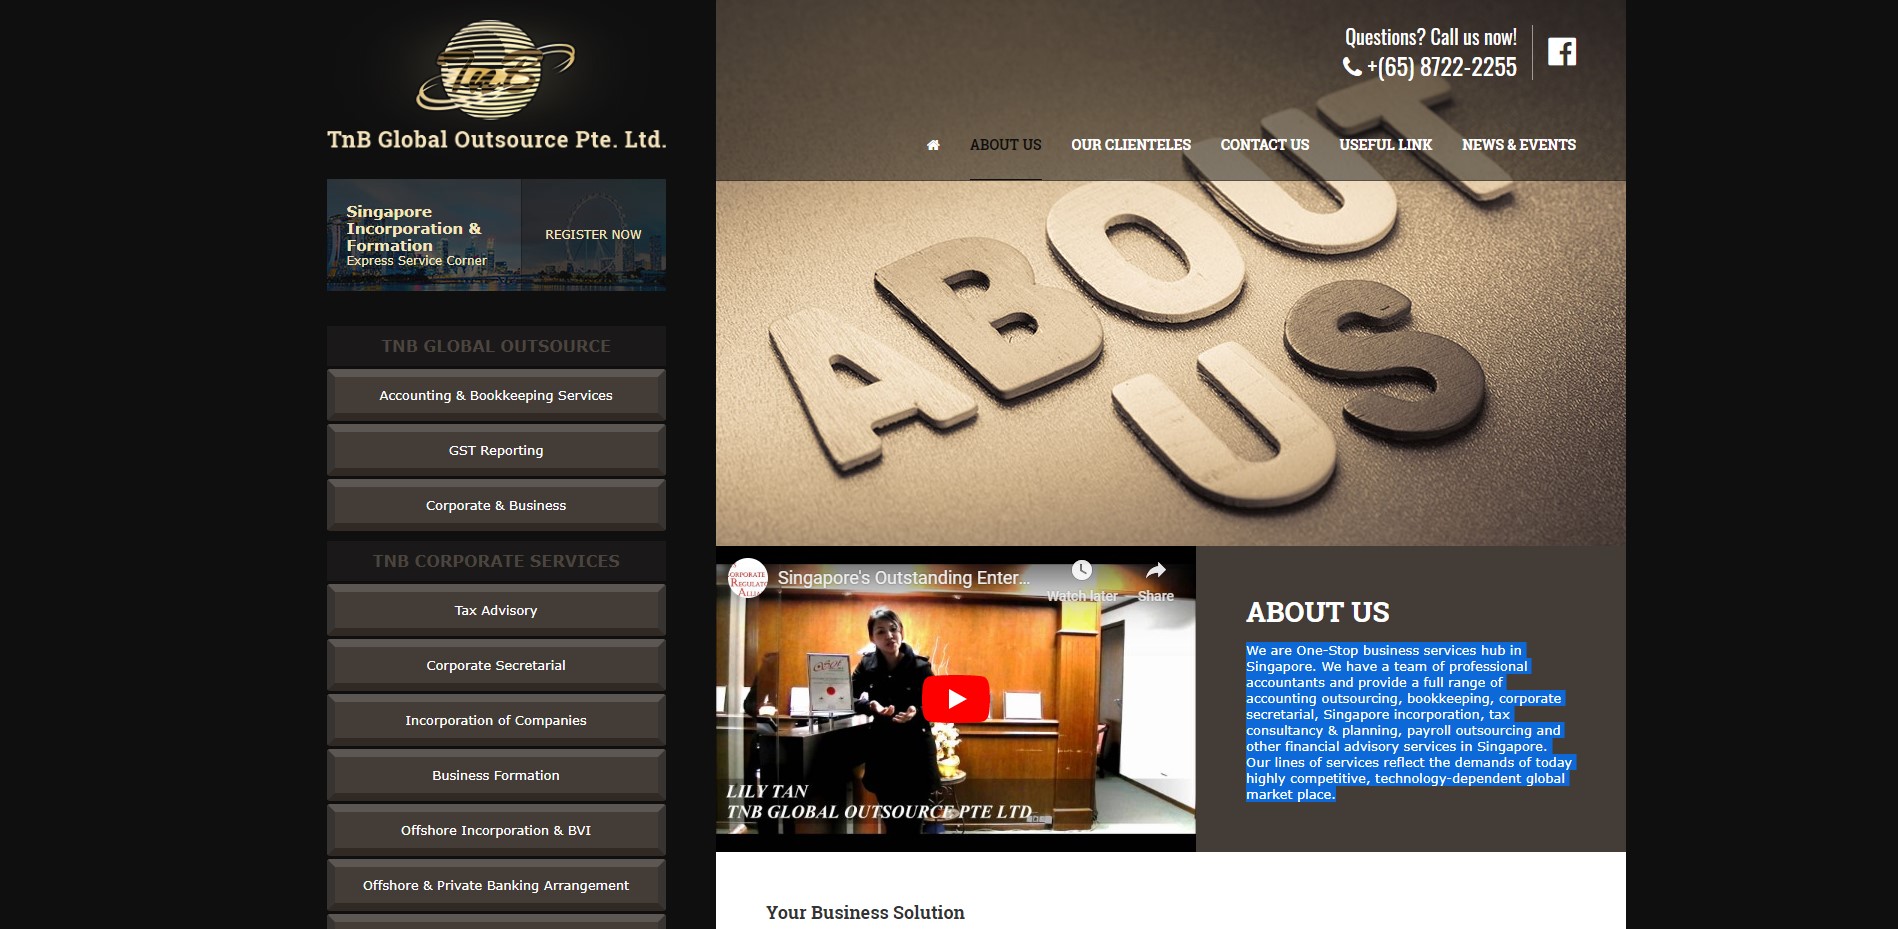 TnB
TnB Global Outsource Pte. Ltd.
Singapore
Incorporation &
Formation
Express Service Corner
REGISTER NOW
TNB GLOBAL OUTSOURCE
Accounting & Bookkeeping Services
GST Reporting
Corporate & Business
TNB CORPORATE SERVICES
Tax Advisory
Corporate Secretarial
Incorporation of Companies
Business Formation
Offshore Incorporation & BVI
Offshore & Private Banking Arrangement
Questions? Call us now!
+(65) 8722-2255
ABOUT US
OUR CLIENTELES
CONTACT US
USEFUL LINK
NEWS & EVENTS
ABOUT
US
Singapore's Outstanding Enter...
Watch later
Share
LILY TAN
TNB GLOBAL OUTSOURCE PTE LTD
ABOUT US
We are One-Stop business services hub in
Singapore. We have a team of professional
accountants and provide a full range of
accounting outsourcing, bookkeeping, corporate
secretarial, Singapore incorporation, tax
consultancy & planning, payroll outsourcing and
other financial advisory services in Singapore.
Our lines of services reflect the demands of today
highly competitive, technology-dependent global
market place.
Your Business Solution